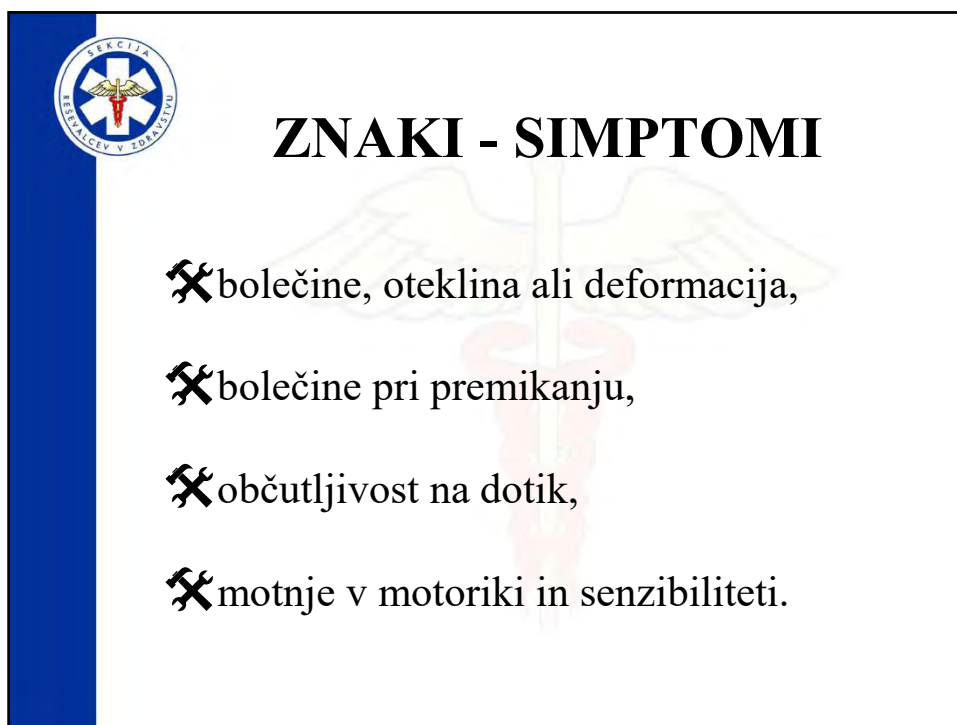 SEKCIJA
REŠEVALCEV V ZDRAVSTVU
ZNAKI - SIMPTOMI
bolečine, oteklina ali deformacija,
bolečine pri premikanju,
občutljivost na dotik,
motnje v motoriki in senzibiliteti.